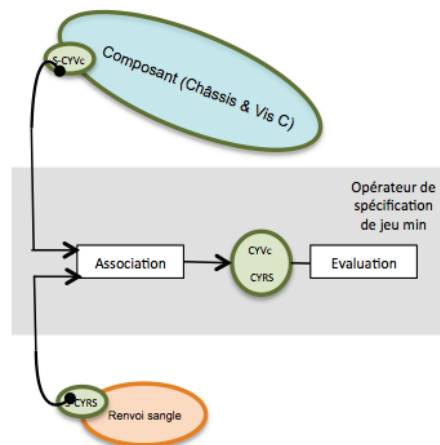 S-CYVc
Composant (Châssis & Vis C)
Opérateur de
spécification
de jeu min
Association
CYVc
CYRS
Evaluation
S-CYRS
Renvoi sangle